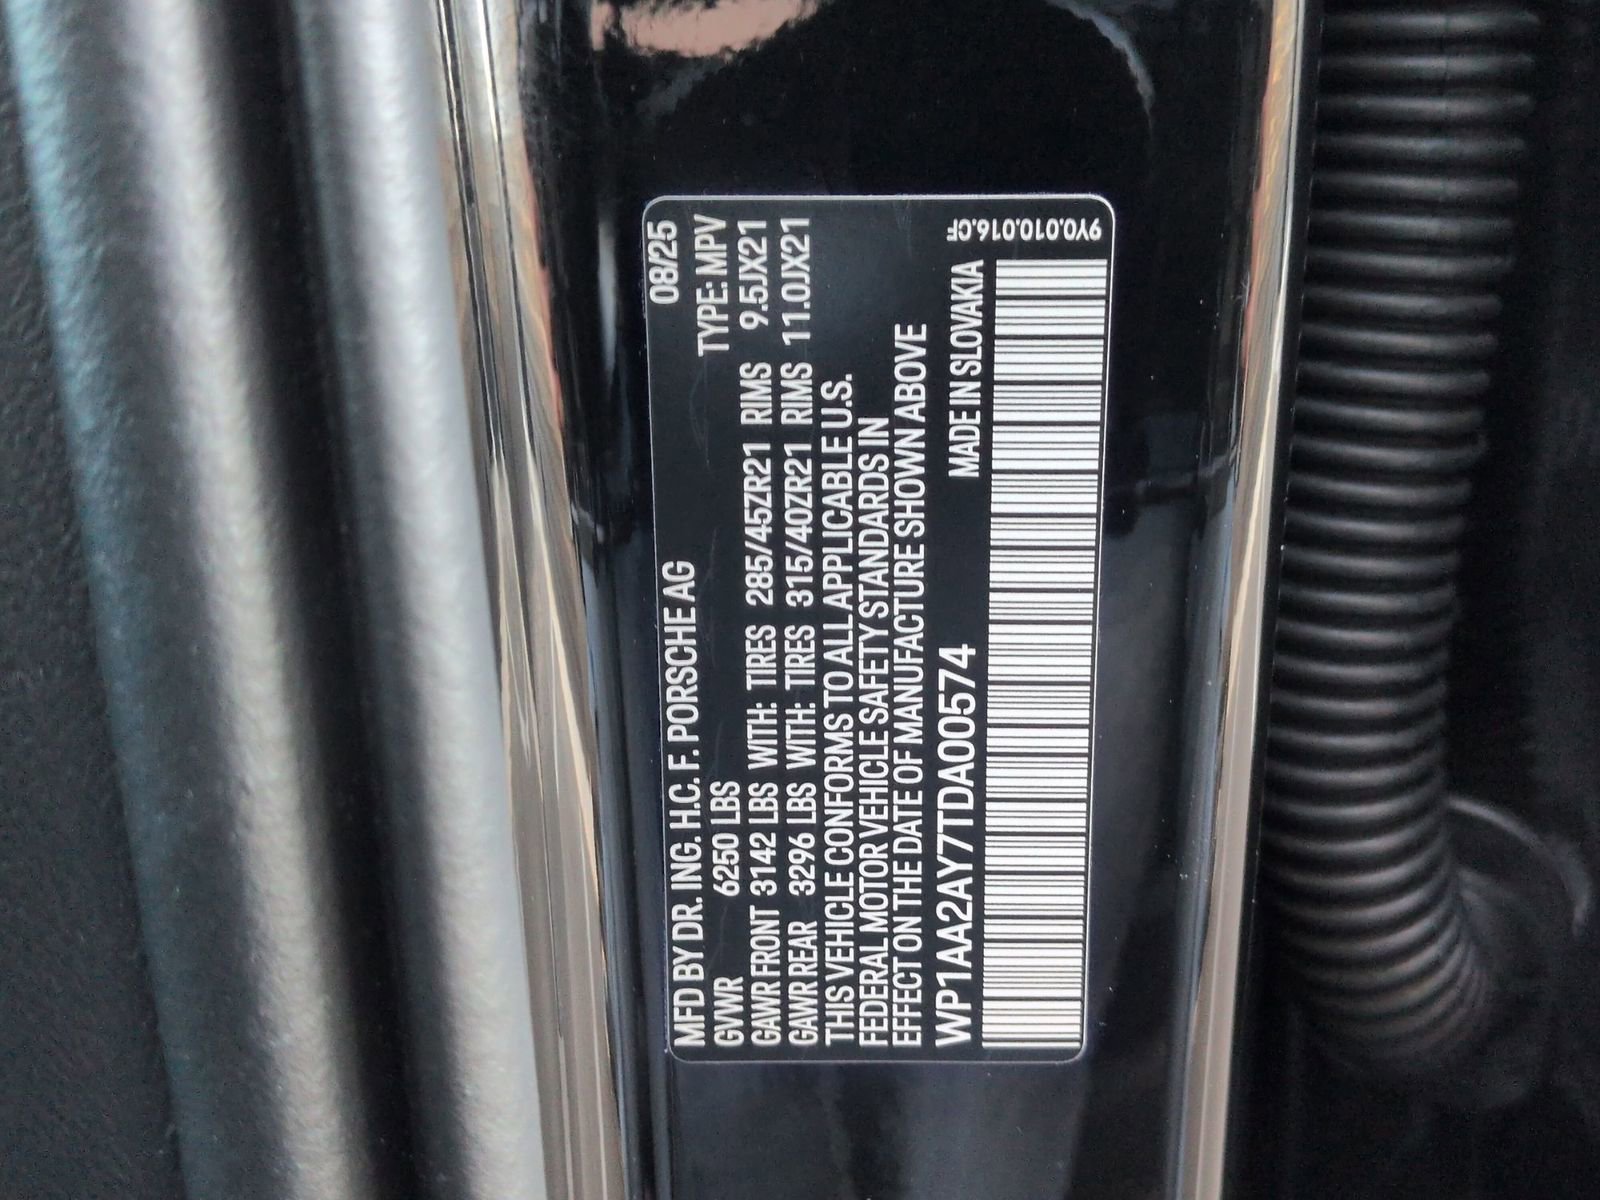 MFD BY DR. ING. H.C. F. PORSCHE AG 08/25
GVWR 6250 LBS TYPE: MPV
GAWR FRONT 3142 LBS WITH: TIRES 285/45ZR21 RIMS 9.5JX21
GAWR REAR 3296 LBS WITH: TIRES 315/40ZR21 RIMS 11.0JX21
THIS VEHICLE CONFORMS TO ALL APPLICABLE U.S.
FEDERAL MOTOR VEHICLE SAFETY STANDARDS IN
EFFECT ON THE DATE OF MANUFACTURE SHOWN ABOVE
WP1AA2AY7TDA00574 MADE IN SLOVAKIA
9Y0.010.016.CF